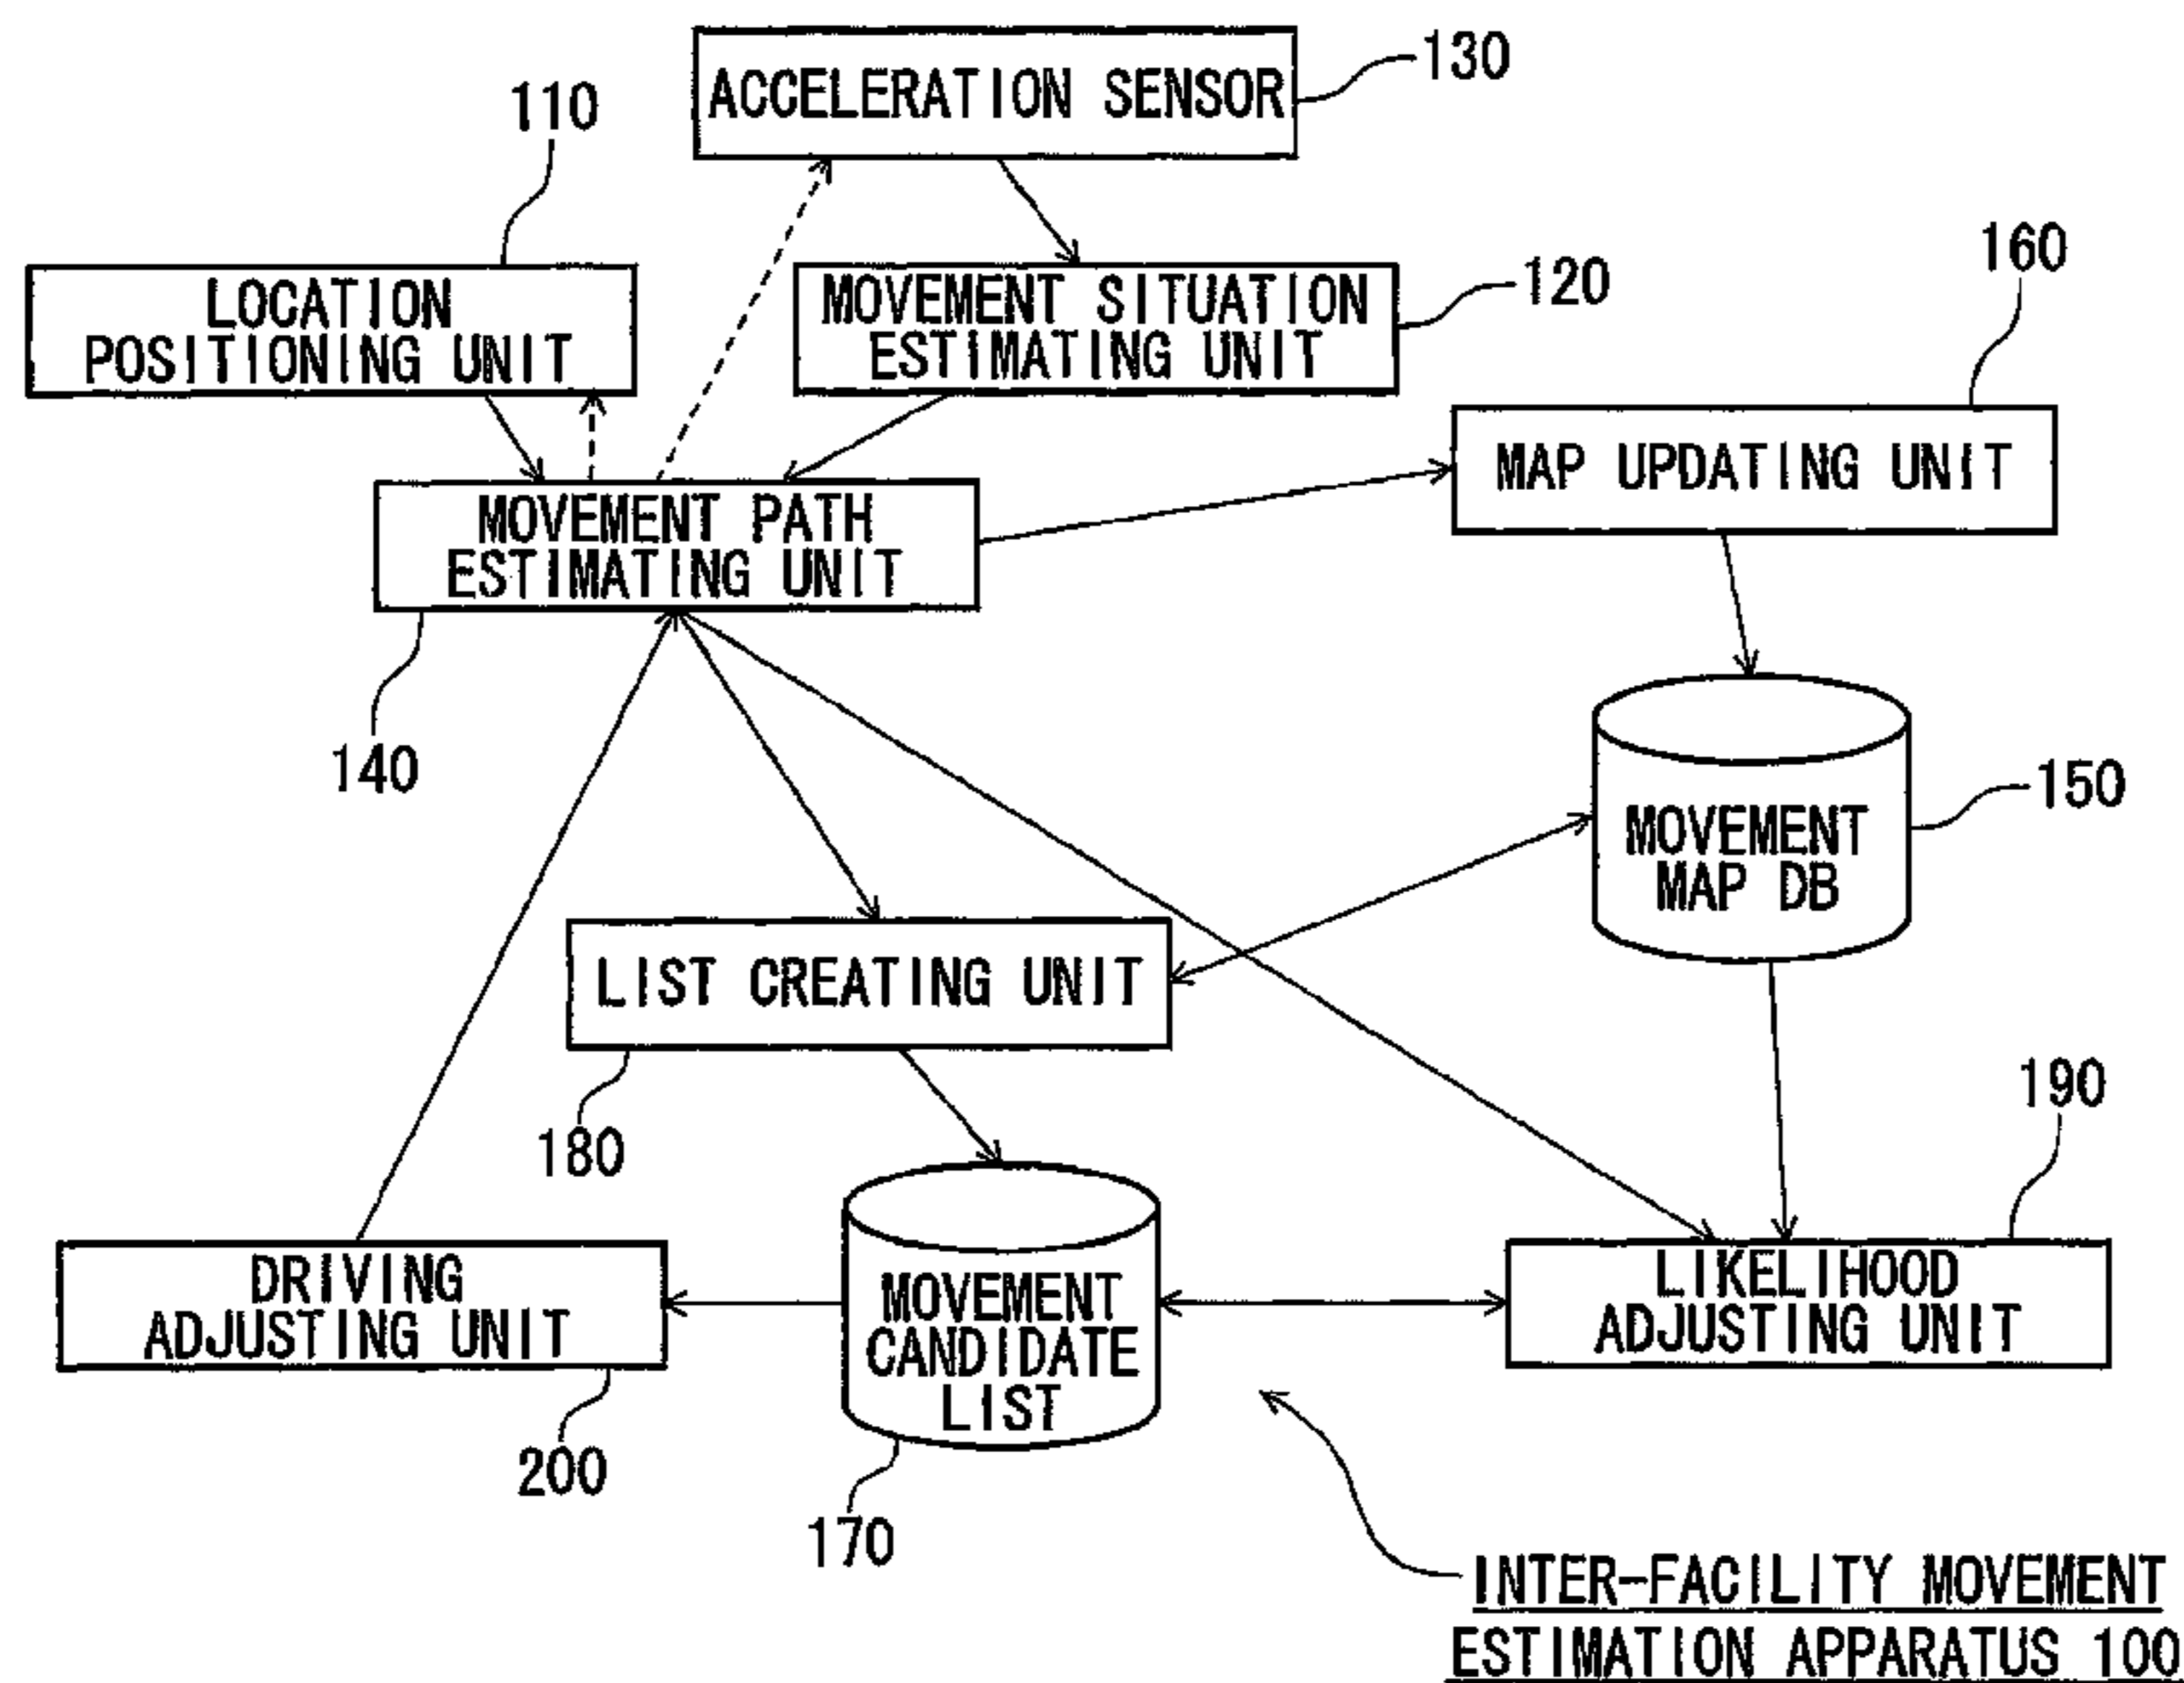 130
ACCELERATION SENSOR
110
160
LOCATION
POSITIONING UNIT
MOVEMENT SITUATION
ESTIMATING UNIT
120
MAP UPDATING UNIT
MOVEMENT PATH
ESTIMATING UNIT
140
150
MOVEMENT
MAP DB
LIST CREATING UNIT
180
190
DRIVING
ADJUSTING UNIT
MOVEMENT
CANDIDATE
LIST
LIKELIHOOD
ADJUSTING UNIT
200
170
INTER-FACILITY MOVEMENT
ESTIMATION APPARATUS 100